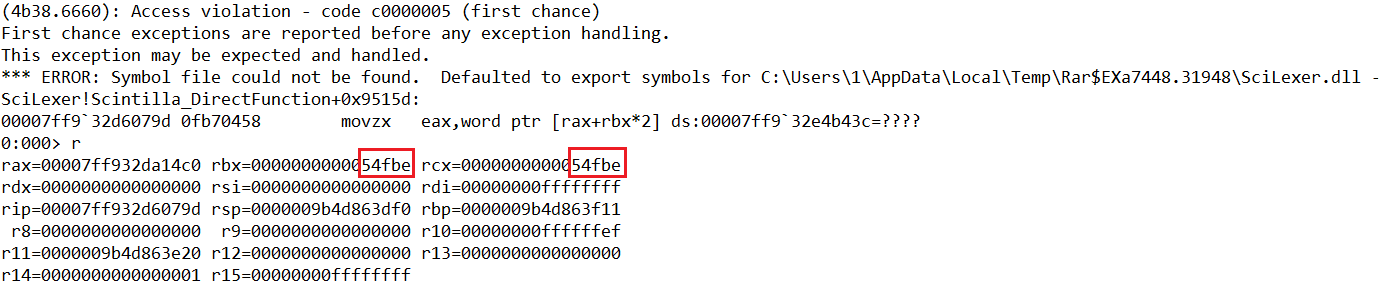 (4b38.6660): Access violation - code c0000005 (first chance)
First chance exceptions are reported before any exception handling.
This exception may be expected and handled.
*** ERROR: Symbol file could not be found.  Defaulted to export symbols for C:\Users\1\AppData\Local\Temp\Rar$EXa7448.31948\SciLexer.dll -
SciLexer!Scintilla_DirectFunction+0x9515d:
00007ff9`32d6079d 0fb70458        movzx   eax,word ptr [rax+rbx*2] ds:00007ff9`32e4b43c=????
0:000> r
rax=00007ff932da14c0 rbx=0000000000054fbe rcx=0000000000054fbe
rdx=0000000000000000 rsi=0000000000000000 rdi=00000000ffffffff
rip=00007ff932d6079d rsp=0000009b4d863df0 rbp=0000009b4d863f11
 r8=0000000000000000  r9=0000000000000000 r10=00000000ffffffef
r11=0000009b4d863e20 r12=0000000000000000 r13=0000000000000000
r14=0000000000000001 r15=00000000ffffffff